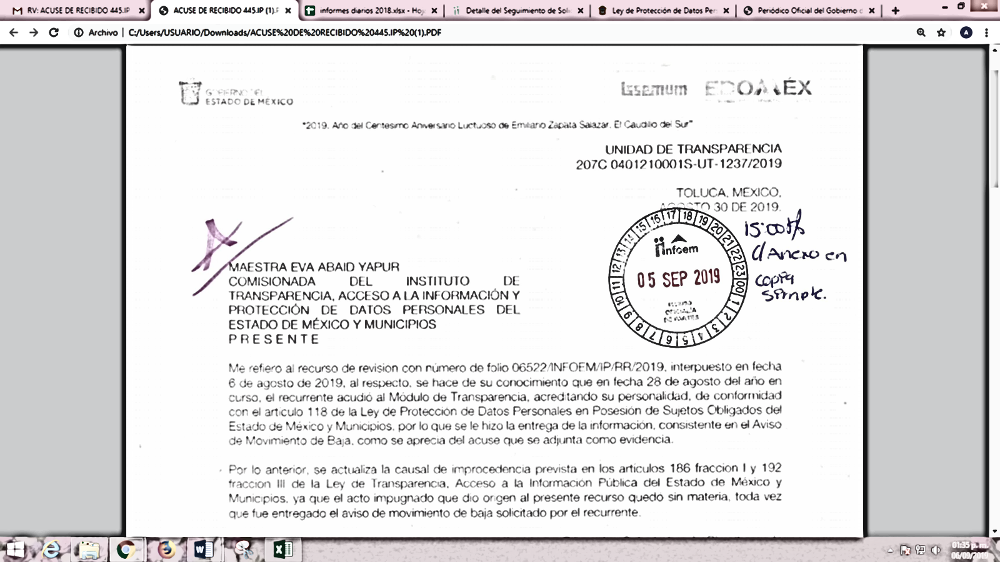 RV: ACUSE DE RECIBIDO 445.IP
ACUSE DE RECIBIDO 445.IP (1).F
informes diarios 2018.xlsx - Hoj
Detalle del Seguimiento de Soli
Ley de Protección de Datos Per
Periódico Oficial del Gobierno d
Archivo
C:/Users/USUARIO/Downloads/ACUSE%20DE%20RECIBIDO%20445.IP%20(1).PDF
A
GOBIERNO DEL
ESTADO DE MÉXICO
issemym
EDOMÉX
"2019. Año del Centesimo Aniversario Luctuoso de Emiliano Zapata Salazar. El Caudillo del Sur"
UNIDAD DE TRANSPARENCIA
207C 0401210001S-UT-1237/2019
TOLUCA, MEXICO,
AGOSTO 30 DE 2019.
15:00
c/ Anexo en
copia
simple.
infoem
05 SEP 2019
OFICIALÍA
DE PARTES
00 1 2 3 4 5 6 7 8 9 10 11 12 13 14 15 16 17 18 19 20 21 22 23
MAESTRA EVA ABAID YAPUR
COMISIONADA DEL INSTITUTO DE
TRANSPARENCIA, ACCESO A LA INFORMACIÓN Y
PROTECCIÓN DE DATOS PERSONALES DEL
ESTADO DE MÉXICO Y MUNICIPIOS
P R E S E N T E
Me refiero al recurso de revision con número de folio 06522/INFOEM/IP/RR/2019, interpuesto en fecha
6 de agosto de 2019, al respecto, se hace de su conocimiento que en fecha 28 de agosto del año en
curso, el recurrente acudió al Módulo de Transparencia, acreditando su personalidad, de conformidad
con el articulo 118 de la Ley de Protección de Datos Personales en Posesión de Sujetos Obligados del
Estado de México y Municipios, por lo que se le hizo la entrega de la información, consistente en el Aviso
de Movimiento de Baja, como se aprecia del acuse que se adjunta como evidencia.
Por lo anterior, se actualiza la causal de improcedencia prevista en los articulos 186 fraccion I y 192
fraccion III de la Ley de Transparencia, Acceso a la Información Pública del Estado de México y
Municipios, ya que el acto impugnado que dio origen al presente recurso quedó sin materia, toda vez
que fue entregado el aviso de movimiento de baja solicitado por el recurrente.
01:35 p. m.
06/09/2019